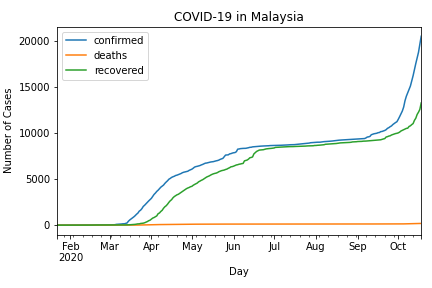 COVID-19 in Malaysia
confirmed
deaths
recovered
Number of Cases
20000
15000
10000
5000
0
Feb Mar Apr May Jun Jul Aug Sep Oct
2020
Day